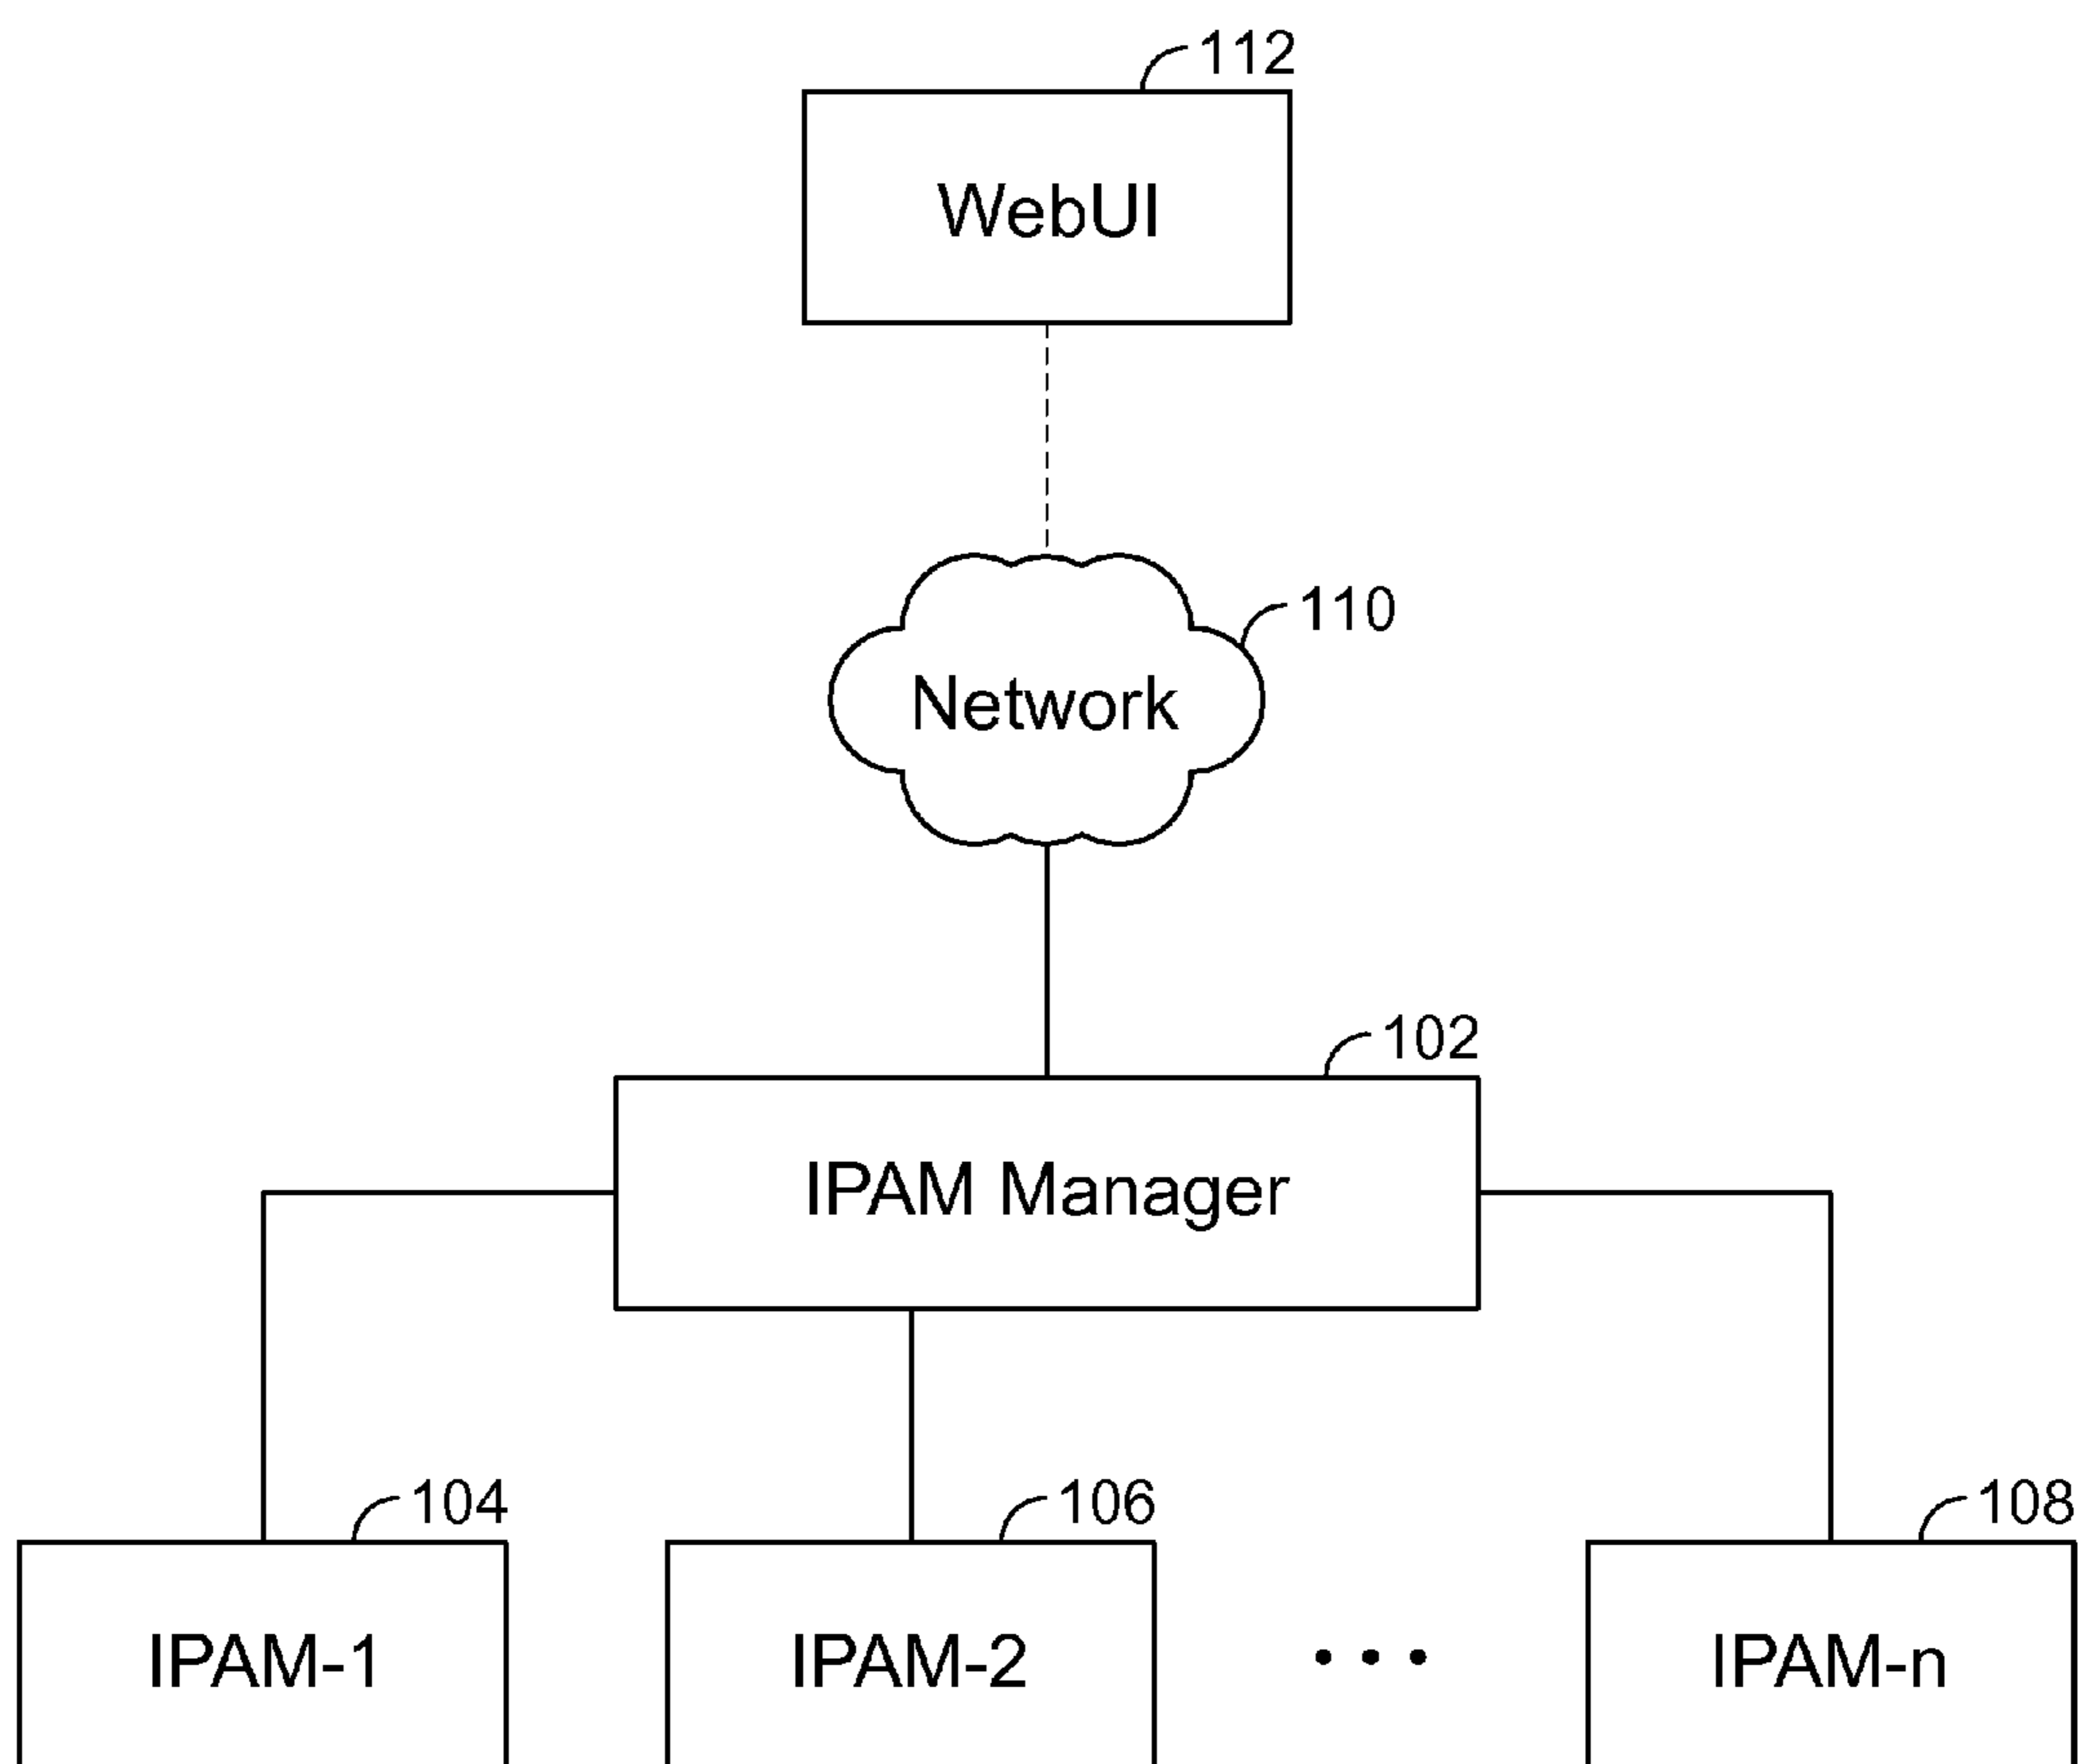 112
WebUI
110
Network
102
IPAM Manager
104
106
108
IPAM-1
IPAM-2
• • •
IPAM-n